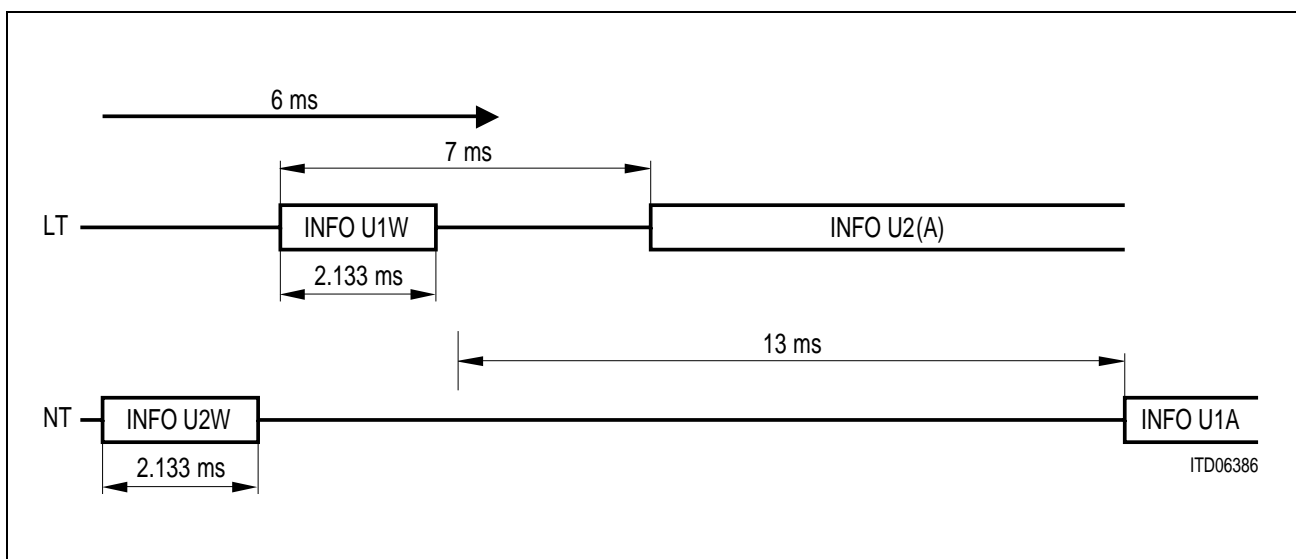 6 ms
7 ms
LT
INFO U1W
INFO U2(A)
2.133 ms
13 ms
NT
INFO U2W
INFO U1A
2.133 ms
ITD06386